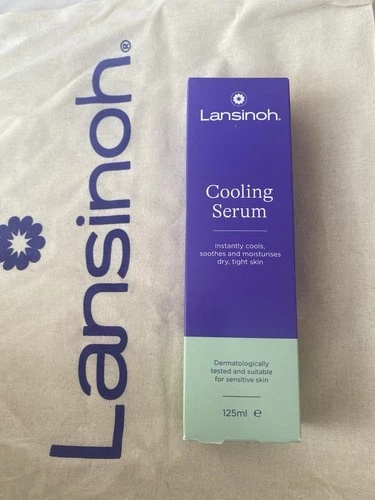 Lansinoh®
Lansinoh.
Cooling
Serum
Instantly cools,
soothes and moisturises
dry, tight skin
Dermatologically
tested and suitable
for sensitive skin
125ml ℮